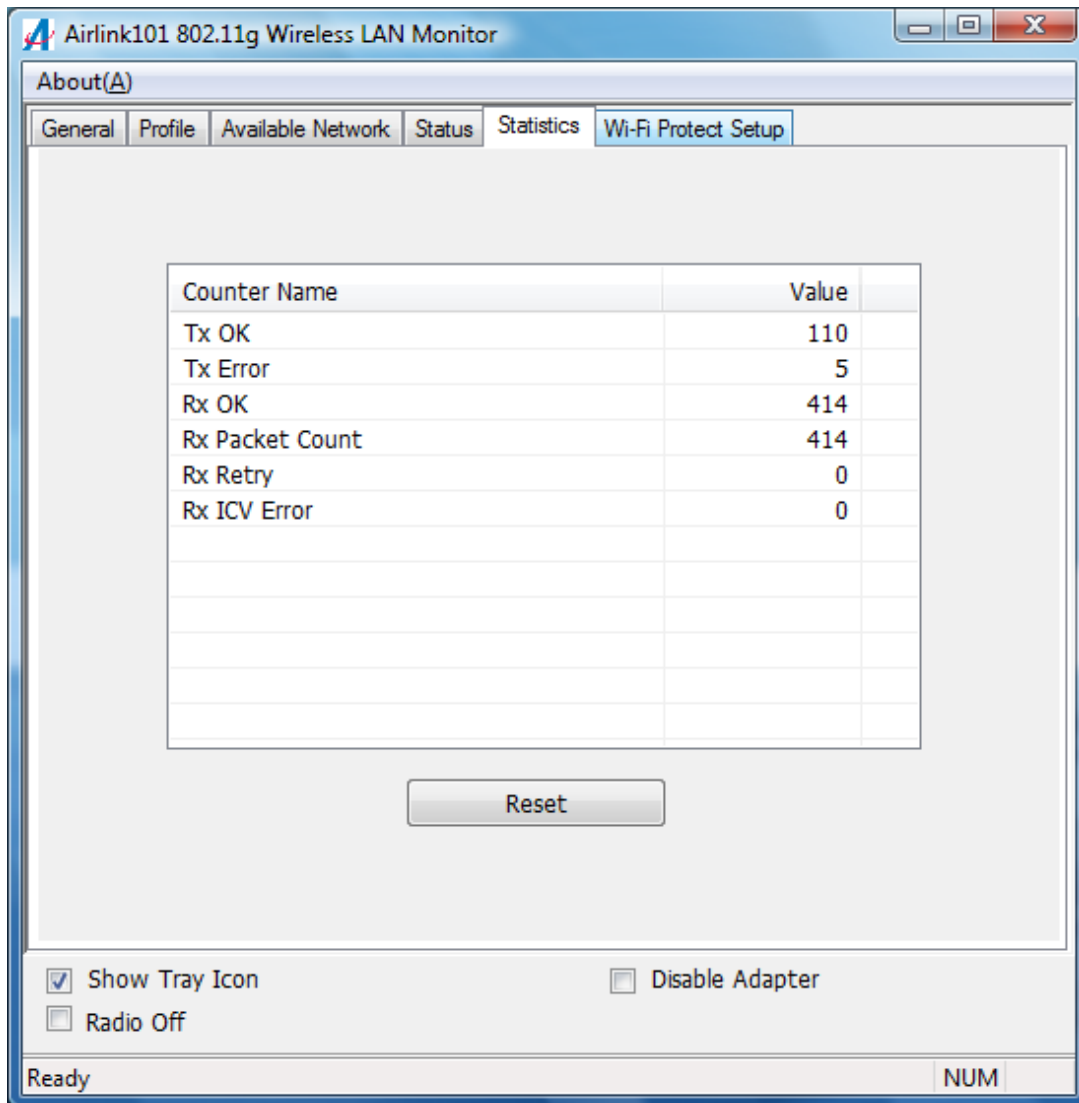 Airlink101 802.11g Wireless LAN Monitor
About(A)
General Profile Available Network Status Statistics Wi-Fi Protect Setup
Counter Name Value
Tx OK 110
Tx Error 5
Rx OK 414
Rx Packet Count 414
Rx Retry 0
Rx ICV Error 0
Reset
Show Tray Icon Disable Adapter
Radio Off
Ready NUM